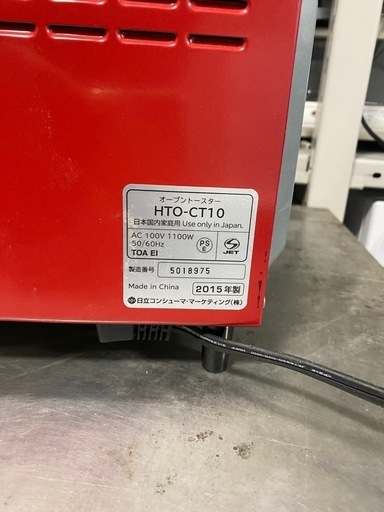 オーブントースター
HTO-CT10
日本国内家庭用 Use only in Japan.
AC 100V 1100W
50/60Hz
TOA EI
PS
E
JET
製造番号 5018975
Made in China 2015年製
日立コンシューマ・マーケティング(株)